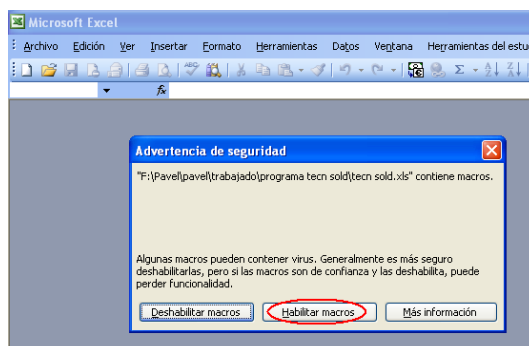 Microsoft Excel
Archivo Edición Ver Insertar Formato Herramientas Datos Ventana Herramientas del estu
fx
Advertencia de seguridad
"F:\Pavel\pavel\trabajado\programa tecn sold\tecn sold.xls" contiene macros.
Algunas macros pueden contener virus. Generalmente es más seguro
deshabilitarlas, pero si las macros son de confianza y las deshabilita, puede
perder funcionalidad.
Deshabilitar macros Habilitar macros Más información